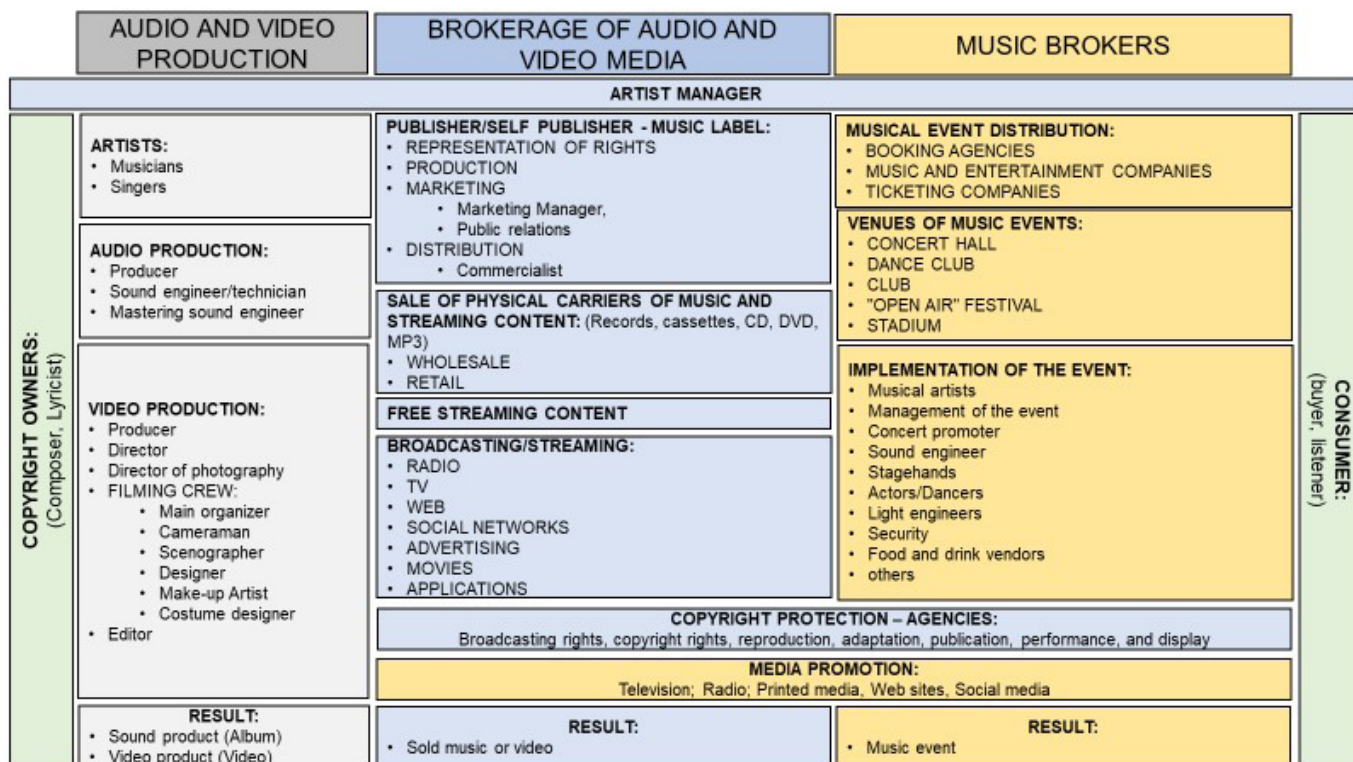 AUDIO AND VIDEO
PRODUCTION
BROKERAGE OF AUDIO AND
VIDEO MEDIA
MUSIC BROKERS
ARTIST MANAGER
COPYRIGHT OWNERS:
(Composer, Lyricist)
ARTISTS:
• Musicians
• Singers
AUDIO PRODUCTION:
• Producer
• Sound engineer/technician
• Mastering sound engineer
VIDEO PRODUCTION:
• Producer
• Director
• Director of photography
• FILMING CREW:
• Main organizer
• Cameraman
• Scenographer
• Designer
• Make-up Artist
• Costume designer
• Editor
RESULT:
• Sound product (Album)
• Video product (Video)
PUBLISHER/SELF PUBLISHER - MUSIC LABEL:
• REPRESENTATION OF RIGHTS
• PRODUCTION
• MARKETING
• Marketing Manager,
• Public relations
• DISTRIBUTION
• Commercialist
SALE OF PHYSICAL CARRIERS OF MUSIC AND
STREAMING CONTENT: (Records, cassettes, CD, DVD,
MP3)
• WHOLESALE
• RETAIL
FREE STREAMING CONTENT
BROADCASTING/STREAMING:
• RADIO
• TV
• WEB
• SOCIAL NETWORKS
• ADVERTISING
• MOVIES
• APPLICATIONS
MUSICAL EVENT DISTRIBUTION:
• BOOKING AGENCIES
• MUSIC AND ENTERTAINMENT COMPANIES
• TICKETING COMPANIES
VENUES OF MUSIC EVENTS:
• CONCERT HALL
• DANCE CLUB
• CLUB
• "OPEN AIR" FESTIVAL
• STADIUM
IMPLEMENTATION OF THE EVENT:
• Musical artists
• Management of the event
• Concert promoter
• Sound engineer
• Stagehands
• Actors/Dancers
• Light engineers
• Security
• Food and drink vendors
• others
COPYRIGHT PROTECTION – AGENCIES:
Broadcasting rights, copyright rights, reproduction, adaptation, publication, performance, and display
MEDIA PROMOTION:
Television; Radio; Printed media, Web sites, Social media
RESULT:
• Sold music or video
RESULT:
• Music event
CONSUMER:
(buyer, listener)